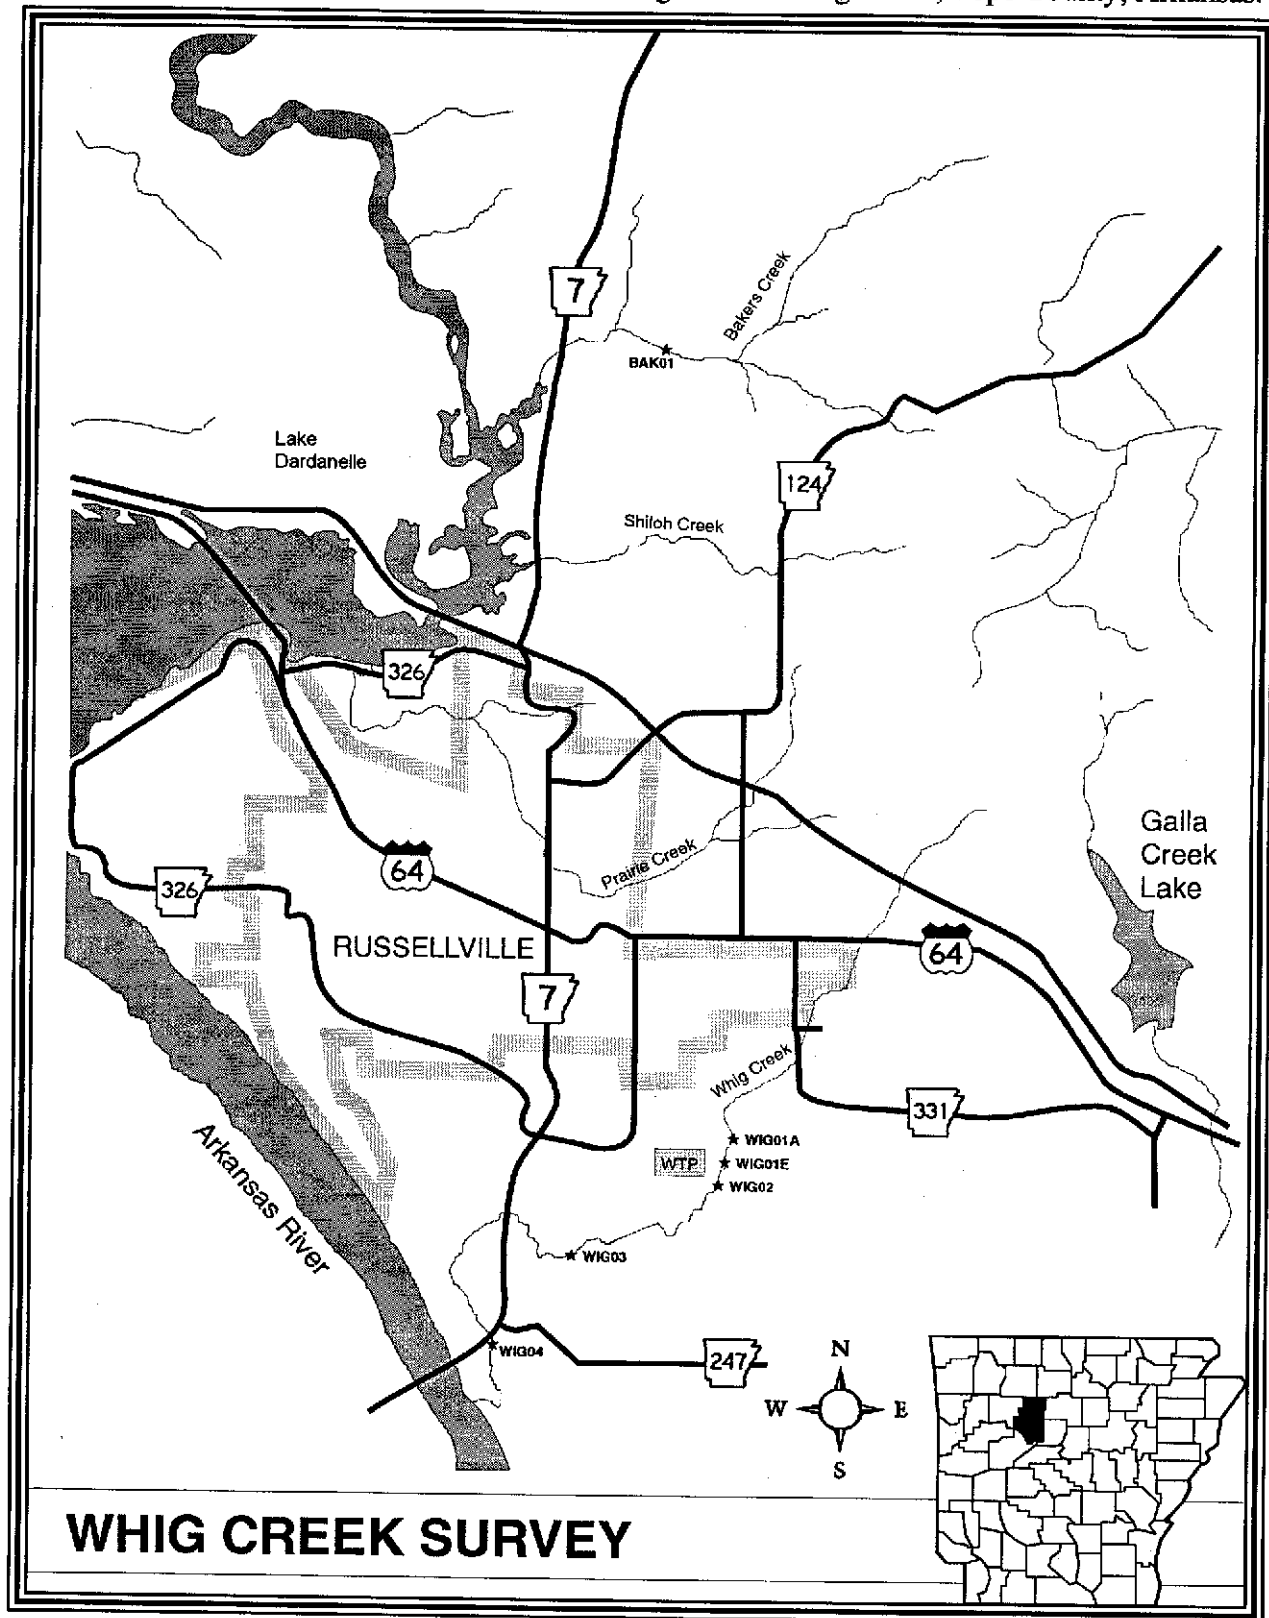 Arkansas.
7
Bakers Creek
BAK01
Lake
Dardanelle
124
Shiloh Creek
326
Galla
Creek
Lake
64
Prairie Creek
326
RUSSELLVILLE
64
7
Whig Creek
331
WIG01A
WTP
WIG01E
WIG02
Arkansas River
WIG03
WIG04
247
N
W
E
S
WHIG CREEK SURVEY